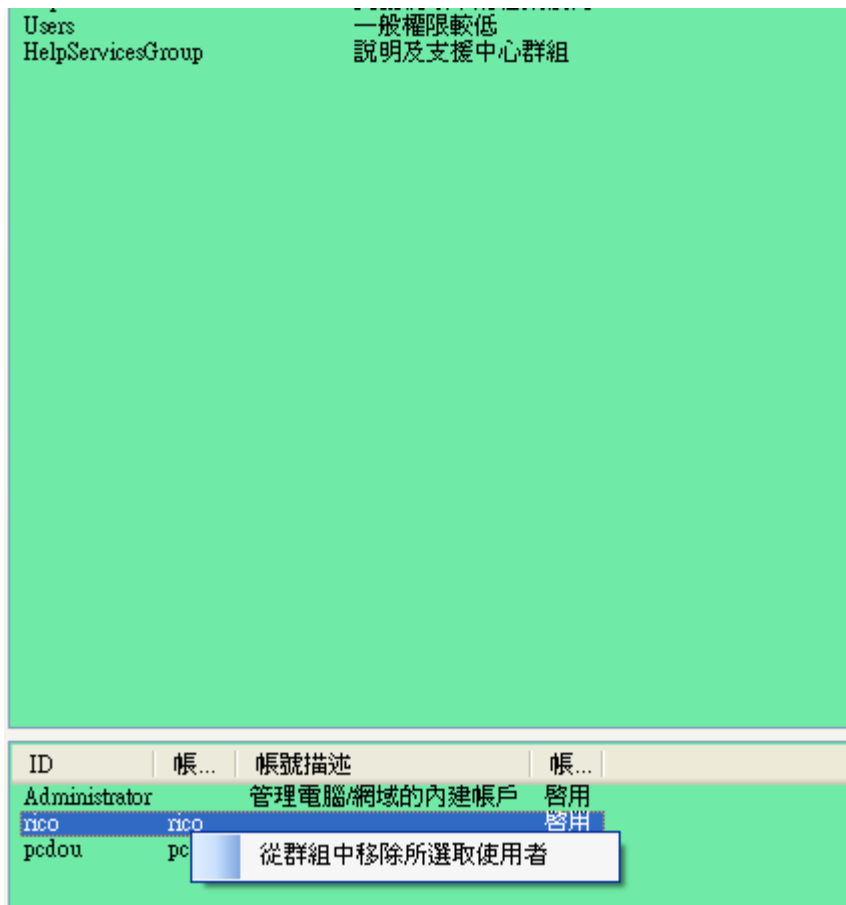 Users 一般權限較低
HelpServicesGroup 說明及支援中心群組
ID 帳... 帳號描述 帳...
Administrator 管理電腦/網域的內建帳戶 啓用
rico rico 啓用
pcdou pc
從群組中移除所選取使用者